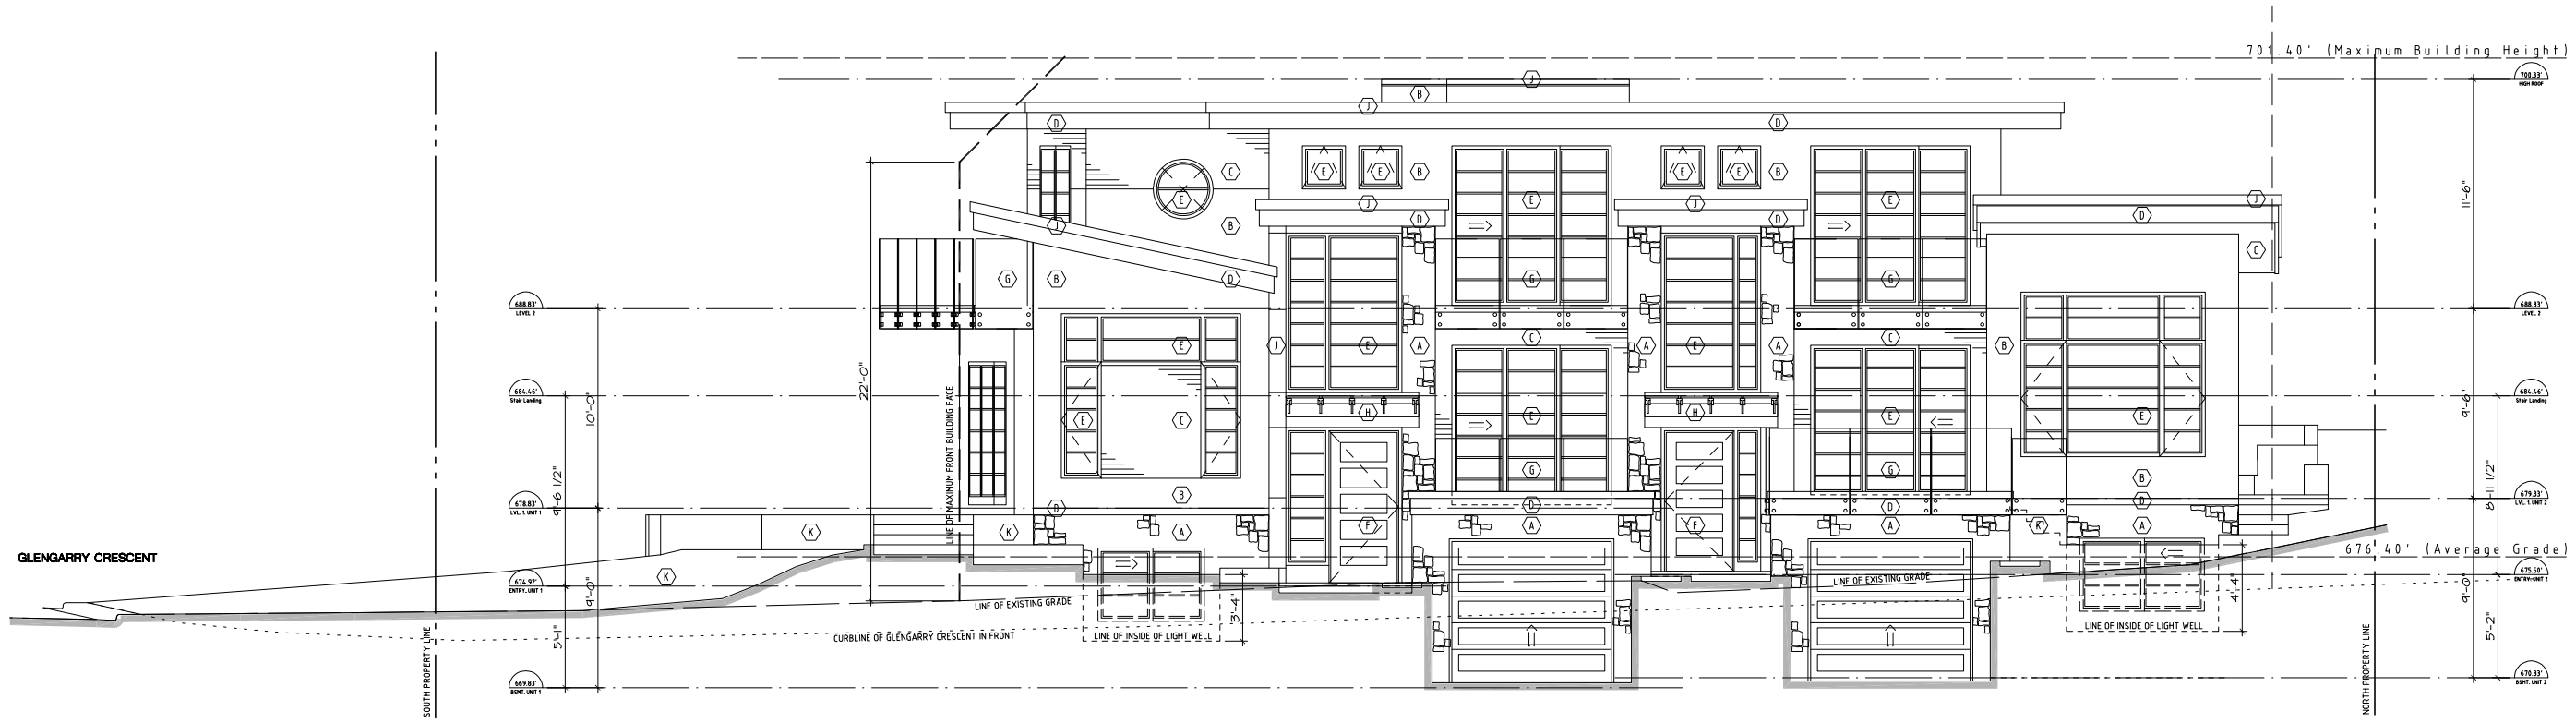 701.40' (Maximum Building Height)
700.33'
HIGH ROOF
J
B
J
D
D
C
E
E
B
E
E
B
E
E
E
J
J
J
D
D
D
J
B
C
11'-6"
G
B
D
G
G
688.83'
LEVEL 2
688.83'
LEVEL 2
E
J
E
A
C
A
E
A
C
B
22'-0"
684.46'
Stair Landing
684.46'
Stair Landing
10'-0"
9'-6"
E
C
H
E
H
E
E
LINE OF MAXIMUM FRONT BUILDING FACE
9'-6 1/2"
8'-11 1/2"
G
G
B
B
678.83'
LVL. 1. UNIT 1
679.33'
LVL. 1. UNIT 2
D
D
D
D
K
K
A
F
A
F
A
K
A
GLENGARRY CRESCENT
676.40' (Average Grade)
K
674.92'
ENTRY. UNIT 1
675.50'
ENTRY. UNIT 2
LINE OF EXISTING GRADE
LINE OF EXISTING GRADE
9'-0"
3'-4"
4'-4"
9'-0"
5'-1"
5'-2"
CURBLINE OF GLENGARRY CRESCENT IN FRONT
LINE OF INSIDE OF LIGHT WELL
LINE OF INSIDE OF LIGHT WELL
SOUTH PROPERTY LINE
NORTH PROPERTY LINE
669.83'
BSMT. UNIT 1
670.33'
BSMT. UNIT 2